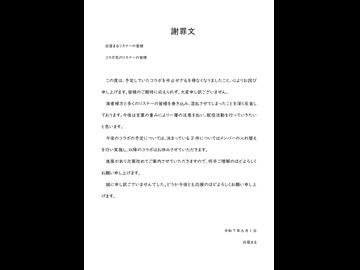 謝罪文
白宿まるリスナーの皆様
コラボ先のリスナーの皆様
この度は、予定していたコラボを中止せざるを得なくなりましたこと、心よりお詫び
申し上げます。皆様のご期待に応えられず、大変申し訳ございません。
演者様方と多くのリスナーの皆様を巻き込み、混乱させてしまったことを深く反省し
ております。今後は言葉の重みにより一層の注意を払い、配信活動を行っていきたい
と思います。
今後のコラボの予定については、決まっている2件についてはメンバーの入れ替え
を行い実施し、以降のコラボはお休みさせていただきます。
進展があり次第改めてご案内させていただきますので、何卒ご理解のほどよろしく
お願い申し上げます。
誠に申し訳ございませんでした。どうか今後とも応援のほどよろしくお願い申し上げ
ます。
令和7年6月1日
白宿まる